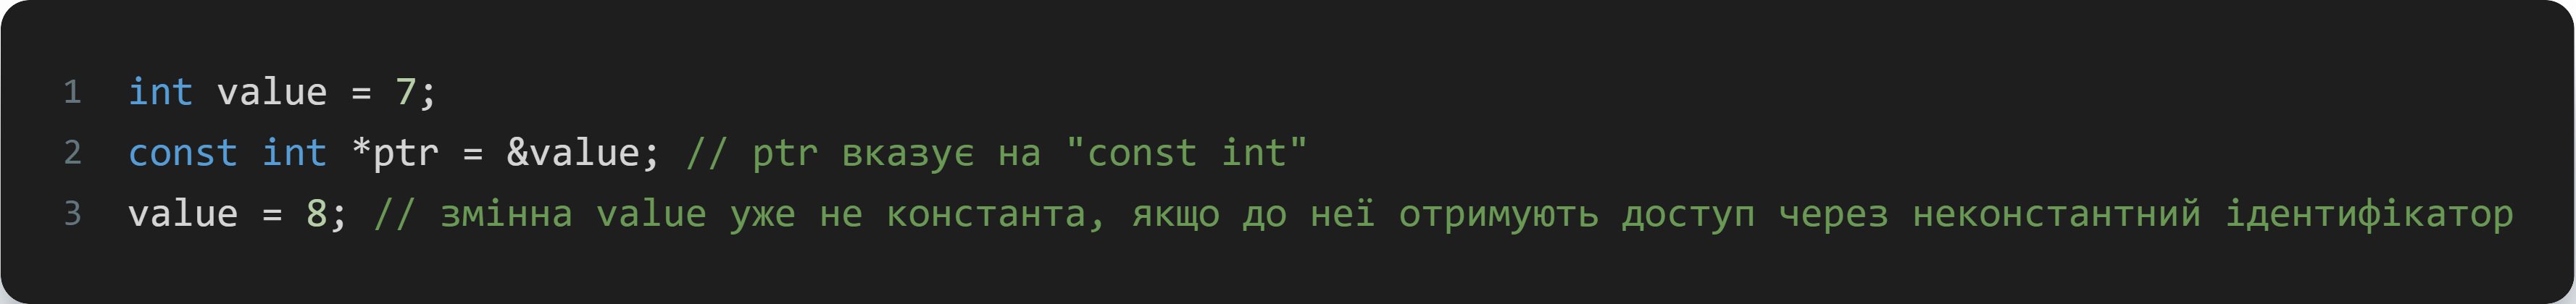 1 int value = 7;
2 const int *ptr = &value; // ptr вказує на "const int"
3 value = 8; // змінна value уже не константа, якщо до неї отримують доступ через неконстантний ідентифікатор